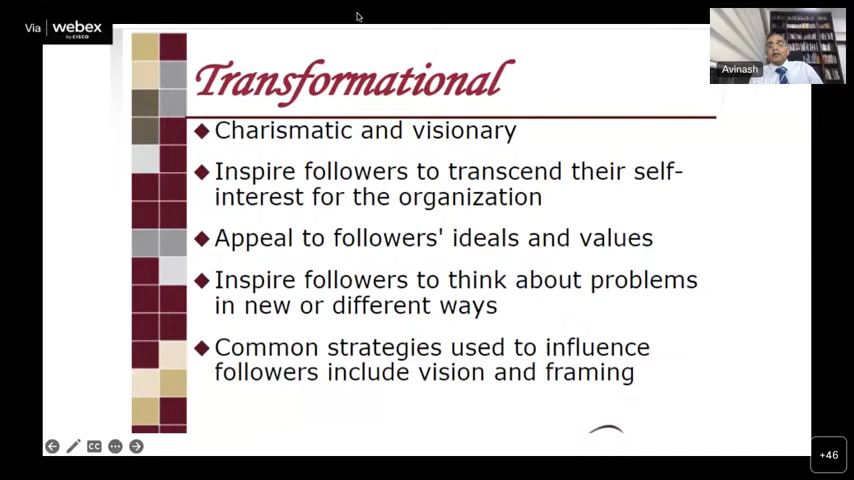 Via webex
by CISCO
Avinash
Transformational
Charismatic and visionary
Inspire followers to transcend their self-
interest for the organization
Appeal to followers' ideals and values
Inspire followers to think about problems
in new or different ways
Common strategies used to influence
followers include vision and framing
CC
+46